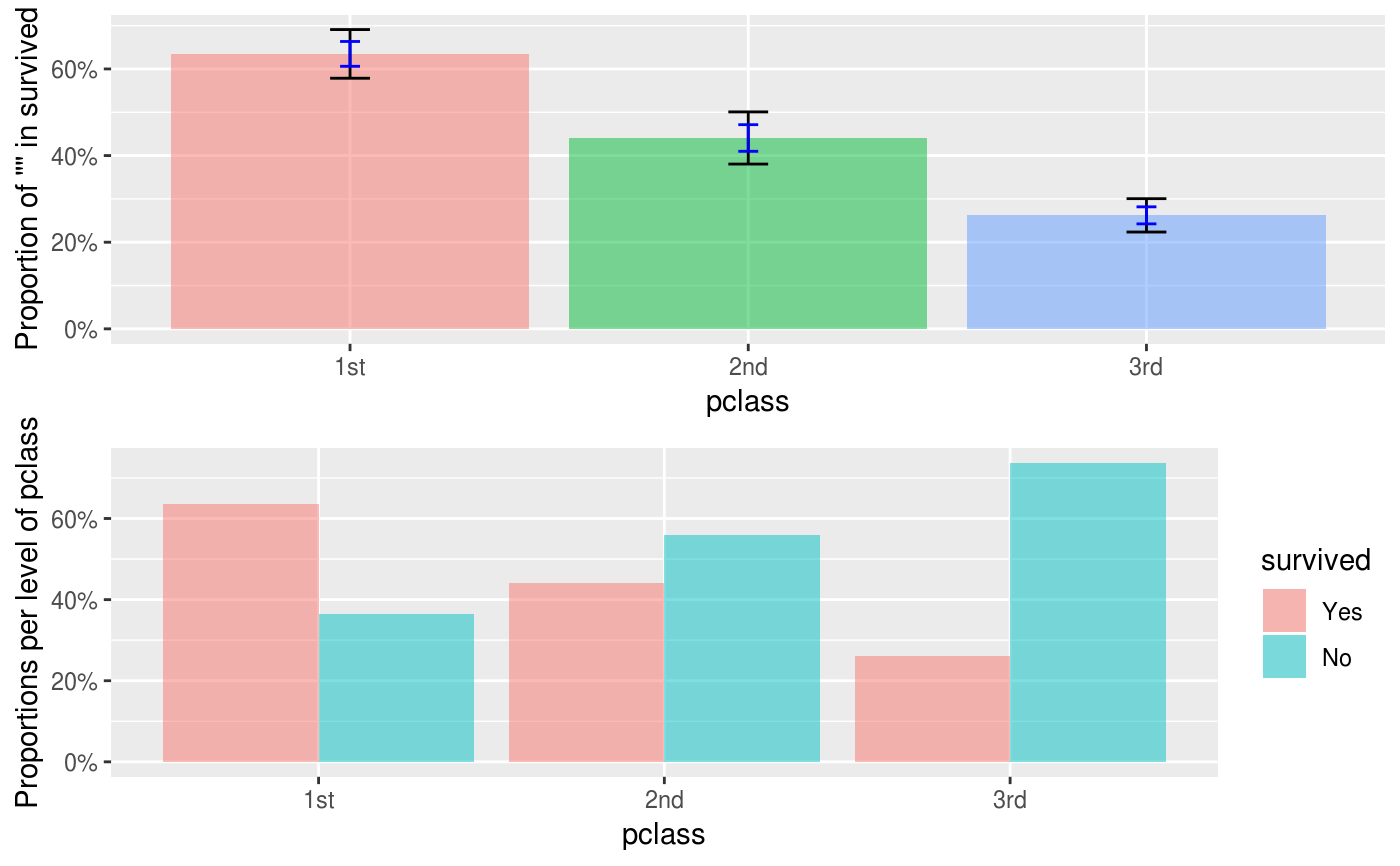 Proportion of "" in survived
60%
40%
20%
0%
1st
2nd
3rd
pclass
Proportions per level of pclass
60%
40%
20%
0%
1st
2nd
3rd
pclass
survived
Yes
No